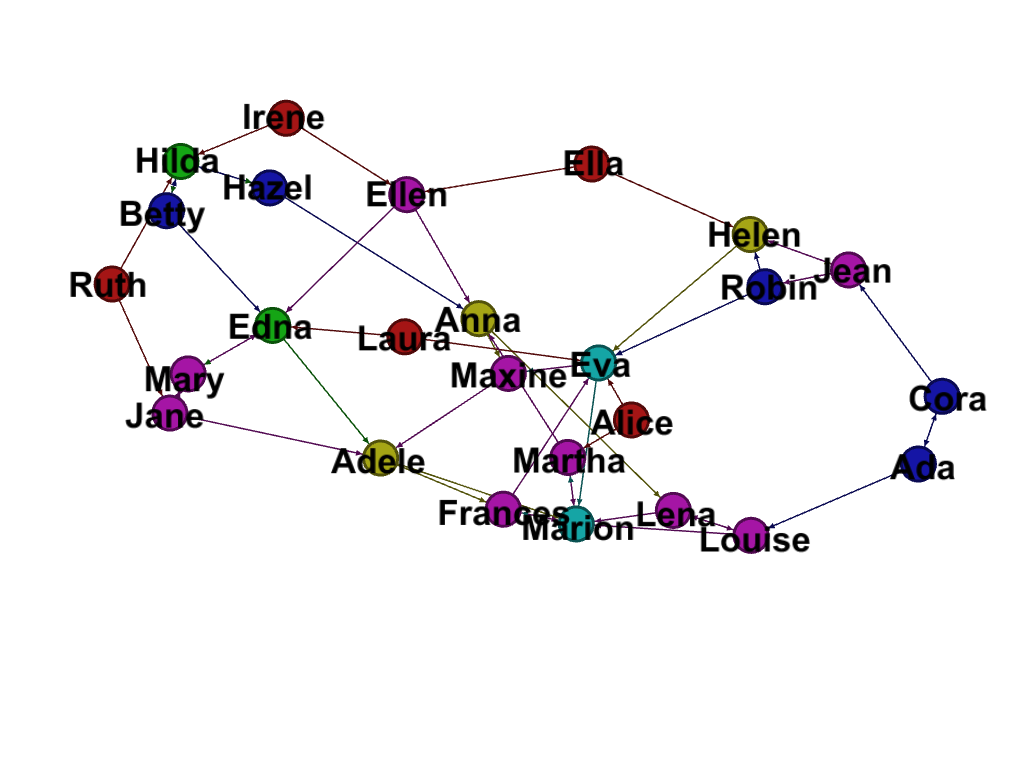 Irene
Hilda
Ella
Hazel
Ellen
Betty
Helen
Jean
Ruth
Robin
Anna
Edna
Laura
Eva
Maxine
Mary
Cora
Jane
Alice
Adele
Martha
Ada
Frances
Lena
Marion
Louise